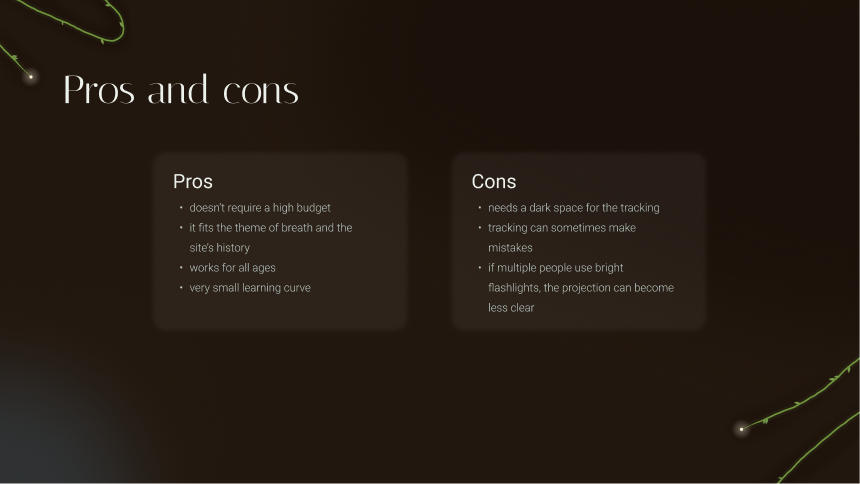 Pros and cons
Pros
• doesn't require a high budget
• it fits the theme of breath and the
site's history
• works for all ages
• very small learning curve
Cons
• needs a dark space for the tracking
• tracking can sometimes make
mistakes
• if multiple people use bright
flashlights, the projection can become
less clear